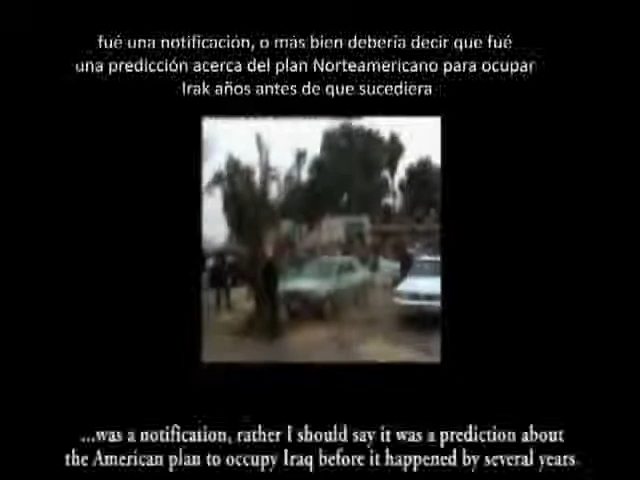 fué una notificación, o mas bien debería decir que fué
una predicción acerca del plan Norteamericano para ocupar
Irak años antes de que sucediera
...was a notification, rather I should say it was a prediction about
the American plan to occupy Iraq before it happened by several years